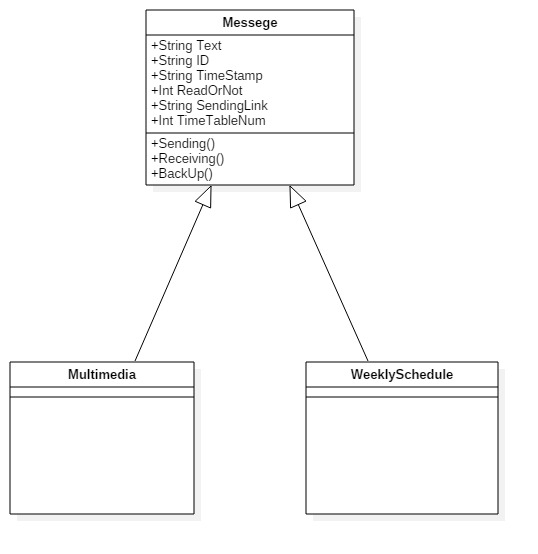 Messege
+String Text
+String ID
+String TimeStamp
+Int ReadOrNot
+String SendingLink
+Int TimeTableNum
+Sending()
+Receiving()
+BackUp()
Multimedia
WeeklySchedule